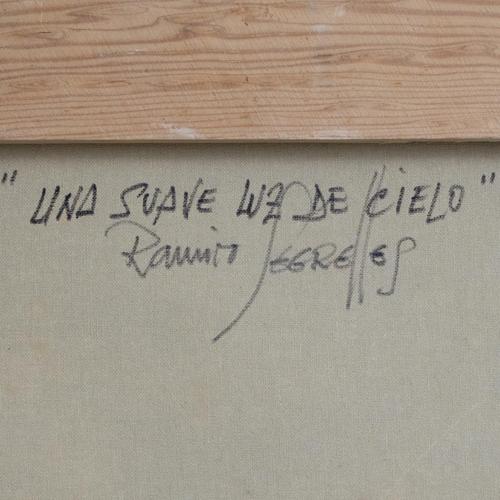 "UNA SUAVE LUZ DE CIELO"
Ramiro Segrelles